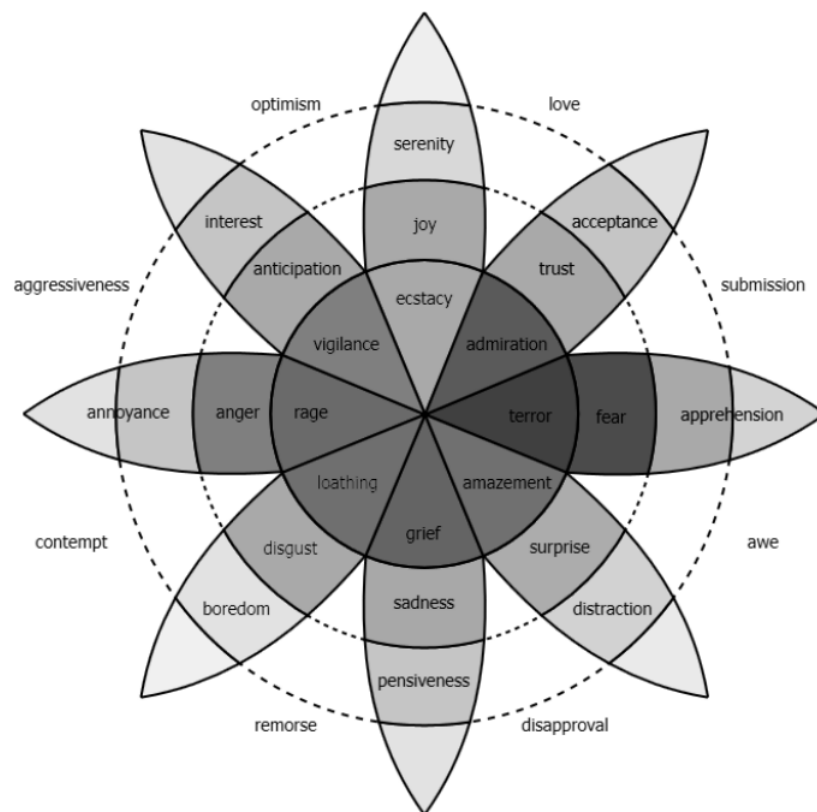 optimism
love
serenity
interest
acceptance
joy
anticipation
trust
aggressiveness
submission
ecstacy
vigilance
admiration
annoyance
anger
rage
terror
fear
apprehension
loathing
amazement
grief
contempt
disgust
surprise
awe
boredom
sadness
distraction
pensiveness
remorse
disapproval